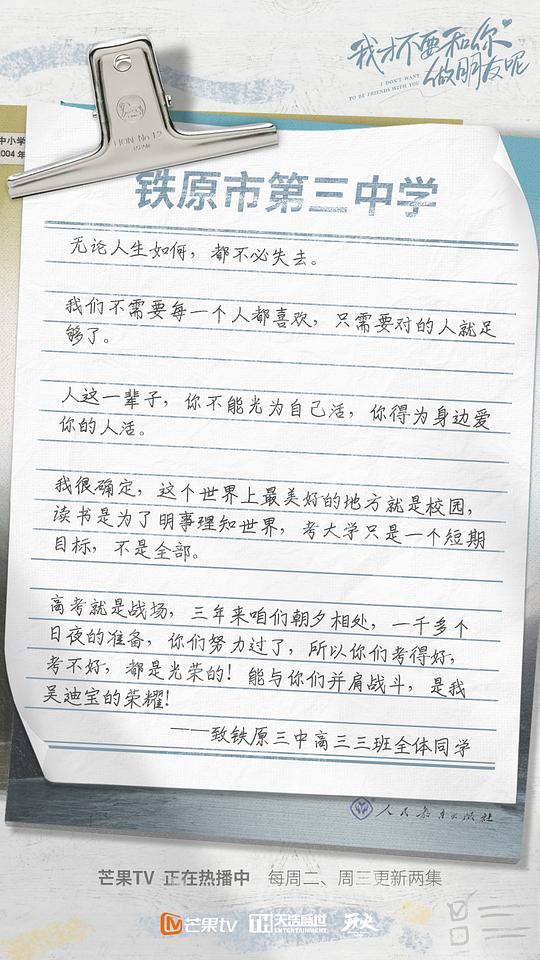 我才不要和你
做朋友呢
I DON'T WANT
TO BE FRIENDS WITH YOU
中小学
2004年
HON No.12
铁原市第三中学
无论人生如何，都不必失去。
我们不需要每一个人都喜欢，只需要对的人就足
够了。
人这一辈子，你不能光为自己活，你得为身边爱
你的人活。
我很确定，这个世界上最美好的地方就是校园，
读书是为了明事理知世界，考大学只是一个短期
目标，不是全部。
高考就是战场，三年来咱们朝夕相处，一千多个
日夜的准备，你们努力过了，所以你们考得好，
考不好，都是光荣的！能与你们并肩战斗，是我
吴迪宝的荣耀！
——致铁原三中高三三班全体同学
人民教育出版社
芒果TV 正在热播中 每周二、周三更新两集
芒果tv 天浩盛世
ENTERTAINMENT